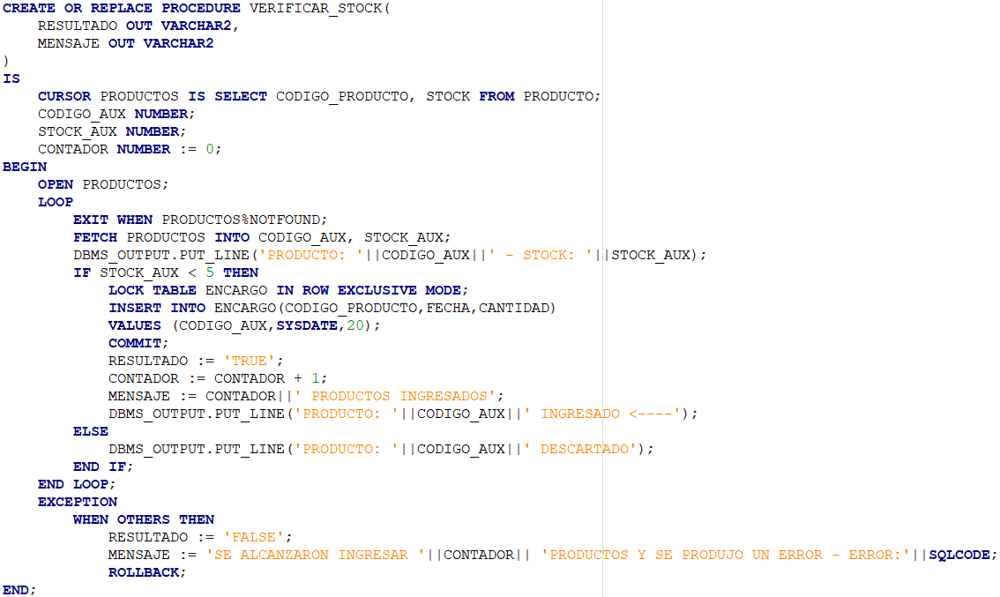 CREATE OR REPLACE PROCEDURE VERIFICAR_STOCK(
    RESULTADO OUT VARCHAR2,
    MENSAJE OUT VARCHAR2
)
IS
    CURSOR PRODUCTOS IS SELECT CODIGO_PRODUCTO, STOCK FROM PRODUCTO;
    CODIGO_AUX NUMBER;
    STOCK_AUX NUMBER;
    CONTADOR NUMBER := 0;
BEGIN
    OPEN PRODUCTOS;
    LOOP
        EXIT WHEN PRODUCTOS%NOTFOUND;
        FETCH PRODUCTOS INTO CODIGO_AUX, STOCK_AUX;
        DBMS_OUTPUT.PUT_LINE('PRODUCTO: '||CODIGO_AUX||' - STOCK: '||STOCK_AUX);
        IF STOCK_AUX < 5 THEN
            LOCK TABLE ENCARGO IN ROW EXCLUSIVE MODE;
            INSERT INTO ENCARGO(CODIGO_PRODUCTO,FECHA,CANTIDAD)
            VALUES (CODIGO_AUX,SYSDATE,20);
            COMMIT;
            RESULTADO := 'TRUE';
            CONTADOR := CONTADOR + 1;
            MENSAJE := CONTADOR||' PRODUCTOS INGRESADOS';
            DBMS_OUTPUT.PUT_LINE('PRODUCTO: '||CODIGO_AUX||' INGRESADO <----');
        ELSE
            DBMS_OUTPUT.PUT_LINE('PRODUCTO: '||CODIGO_AUX||' DESCARTADO');
        END IF;
    END LOOP;
    EXCEPTION
        WHEN OTHERS THEN
            RESULTADO := 'FALSE';
            MENSAJE := 'SE ALCANZARON INGRESAR '||CONTADOR|| 'PRODUCTOS Y SE PRODUJO UN ERROR - ERROR:'||SQLCODE;
            ROLLBACK;
END;